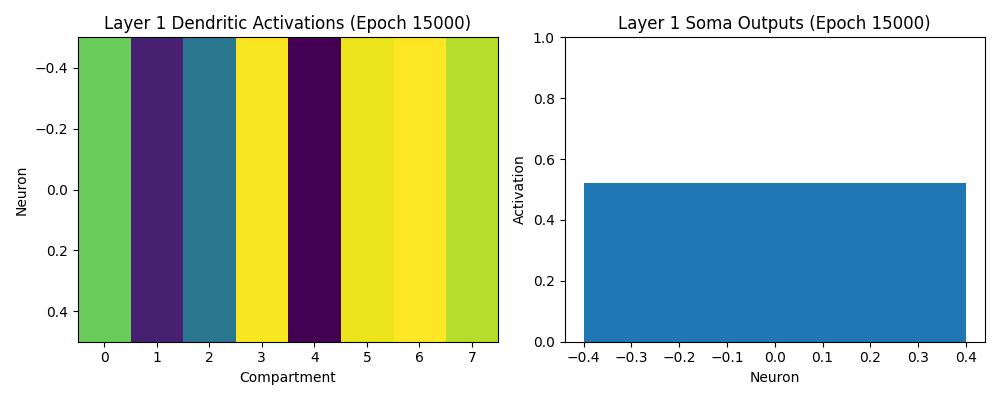 Layer 1 Dendritic Activations (Epoch 15000)
−0.4
−0.2
0.0
0.2
0.4
Neuron
0 1 2 3 4 5 6 7
Compartment
Layer 1 Soma Outputs (Epoch 15000)
1.0
0.8
0.6
0.4
0.2
0.0
Activation
−0.4 −0.3 −0.2 −0.1 0.0 0.1 0.2 0.3 0.4
Neuron